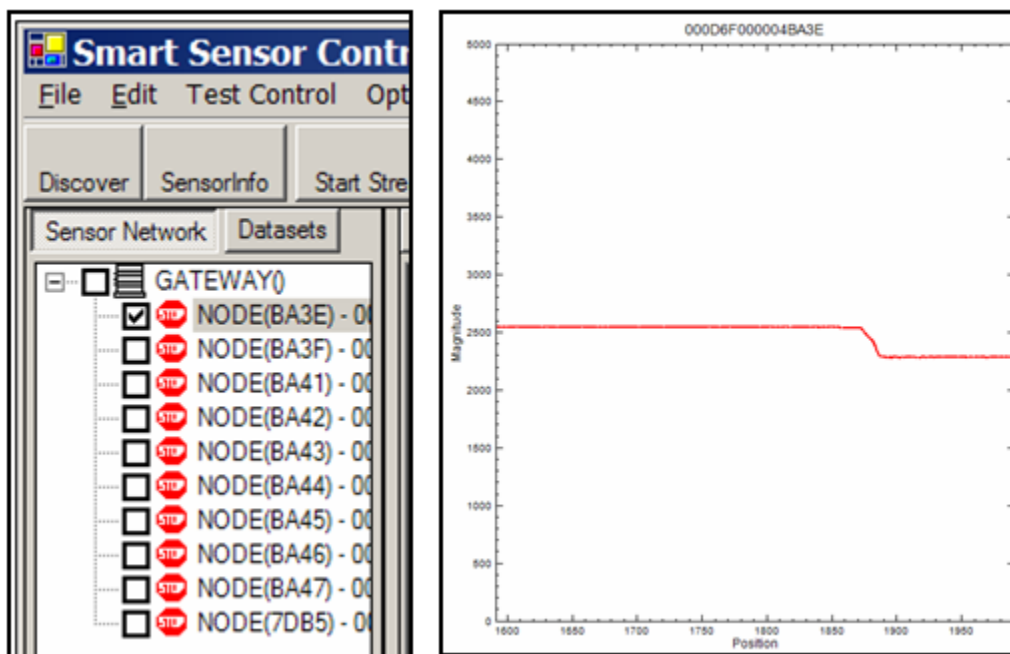 Smart Sensor Contr
File Edit Test Control Opt
Discover SensorInfo Start Stre
Sensor Network Datasets
GATEWAY()
NODE(BA3E) - 00
NODE(BA3F) - 00
NODE(BA41) - 00
NODE(BA42) - 00
NODE(BA43) - 00
NODE(BA44) - 00
NODE(BA45) - 00
NODE(BA46) - 00
NODE(BA47) - 00
NODE(7DB5) - 00
000D6F000004BA3E
5000
4500
4000
3500
3000
2500
2000
1500
1000
500
0
Magnitude
1600 1650 1700 1750 1800 1850 1900 1950
Position